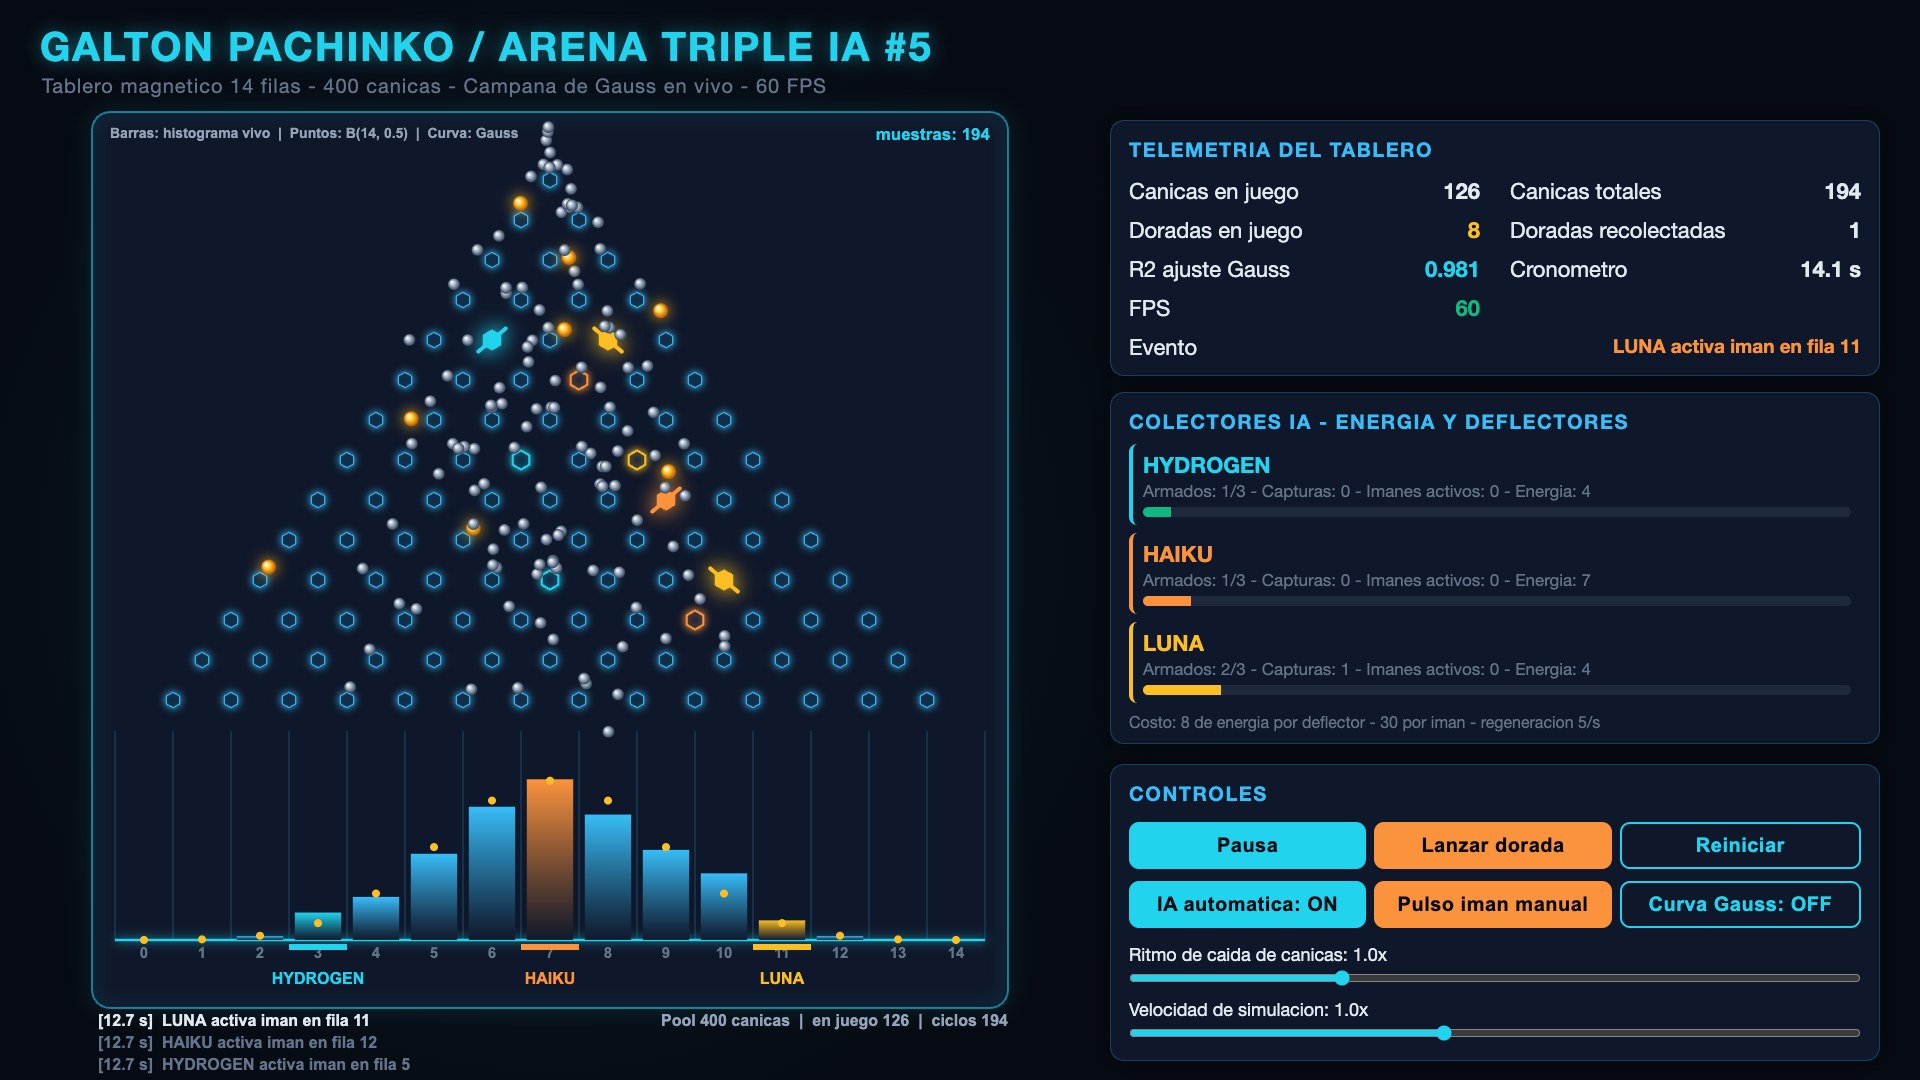 GALTON PACHINKO / ARENA TRIPLE IA #5
Tablero magnetico 14 filas - 400 canicas - Campana de Gauss en vivo - 60 FPS
Barras: histograma vivo | Puntos: B(14, 0.5) | Curva: Gauss
muestras: 194
0 1 2 3 4 5 6 7 8 9 10 11 12 13 14
HYDROGEN HAIKU LUNA
[12.7 s] LUNA activa iman en fila 11
[12.7 s] HAIKU activa iman en fila 12
[12.7 s] HYDROGEN activa iman en fila 5
Pool 400 canicas | en juego 126 | ciclos 194
TELEMETRIA DEL TABLERO
Canicas en juego 126 Canicas totales 194
Doradas en juego 8 Doradas recolectadas 1
R2 ajuste Gauss 0.981 Cronometro 14.1 s
FPS 60
Evento LUNA activa iman en fila 11
COLECTORES IA - ENERGIA Y DEFLECTORES
HYDROGEN
Armados: 1/3 - Capturas: 0 - Imanes activos: 0 - Energia: 4
HAIKU
Armados: 1/3 - Capturas: 0 - Imanes activos: 0 - Energia: 7
LUNA
Armados: 2/3 - Capturas: 1 - Imanes activos: 0 - Energia: 4
Costo: 8 de energia por deflector - 30 por iman - regeneracion 5/s
CONTROLES
Pausa Lanzar dorada Reiniciar
IA automatica: ON Pulso iman manual Curva Gauss: OFF
Ritmo de caida de canicas: 1.0x
Velocidad de simulacion: 1.0x